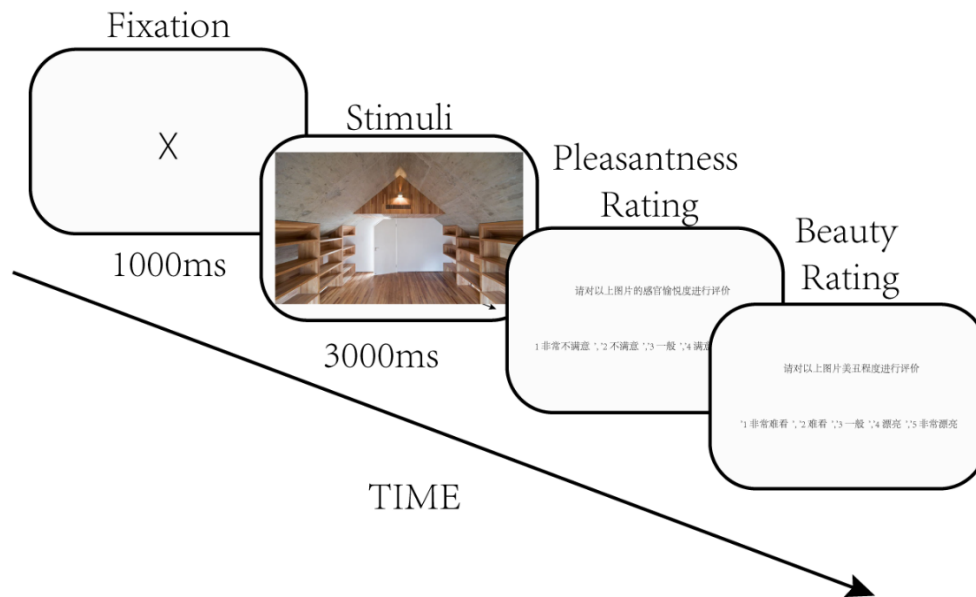 Fixation
X
1000ms
Stimuli
3000ms
Pleasantness
Rating
请对以上图片的感官愉悦度进行评价
1 非常不满意 ', '2 不满意 ','3 一般 ','4 满意
Beauty
Rating
请对以上图片美丑程度进行评价
'1 非常难看 ', '2 难看 ','3 一般 ','4 漂亮 ','5 非常漂亮
TIME